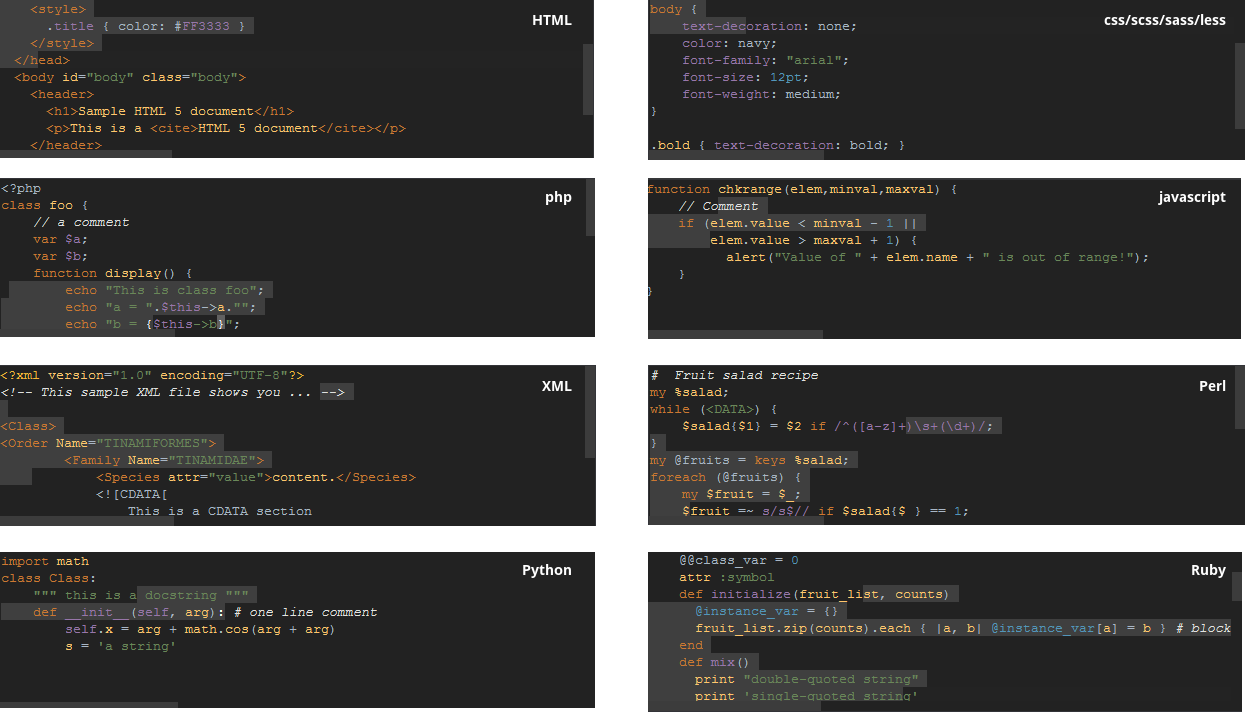 <style>
.title { color: #FF3333 }
</style>
</head>
<body id="body" class="body">
<header>
<h1>Sample HTML 5 document</h1>
<p>This is a <cite>HTML 5 document</cite></p>
</header>
HTML
body {
text-decoration: none;
color: navy;
font-family: "arial";
font-size: 12pt;
font-weight: medium;
}
.bold { text-decoration: bold; }
css/scss/sass/less
<?php
class foo {
// a comment
var $a;
var $b;
function display() {
echo "This is class foo";
echo "a = ".$this->a."";
echo "b = {$this->b}";
php
function chkrange(elem,minval,maxval) {
// Comment
if (elem.value < minval - 1 ||
elem.value > maxval + 1) {
alert("Value of " + elem.name + " is out of range!");
}
}
javascript
<?xml version="1.0" encoding="UTF-8"?>
<!-- This sample XML file shows you ... -->
<Class>
<Order Name="TINAMIFORMES">
<Family Name="TINAMIDAE">
<Species attr="value">content.</Species>
<![CDATA[
This is a CDATA section
XML
# Fruit salad recipe
my %salad;
while (<DATA>) {
$salad{$1} = $2 if /^([a-z]+)\s+(\d+)/;
}
my @fruits = keys %salad;
foreach (@fruits) {
my $fruit = $_;
$fruit =~ s/s$// if $salad{$ } == 1;
Perl
import math
class Class:
""" this is a docstring """
def __init__(self, arg): # one line comment
self.x = arg + math.cos(arg + arg)
s = 'a string'
Python
@@class_var = 0
attr :symbol
def initialize(fruit_list, counts)
@instance_var = {}
fruit_list.zip(counts).each { |a, b| @instance_var[a] = b } # block
end
def mix()
print "double-quoted string"
print 'single-quoted string'
Ruby